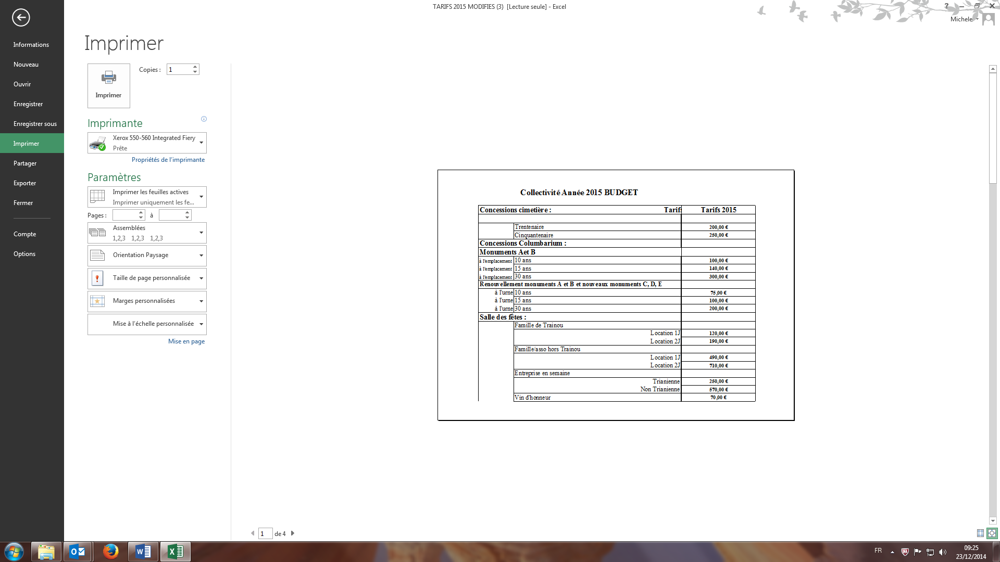 TARIFS 2015 MODIFIES (3)  [Lecture seule] - Excel
?
Michele
Informations
Nouveau
Ouvrir
Enregistrer
Enregistrer sous
Imprimer
Partager
Exporter
Fermer
Compte
Options
Imprimer
Imprimer
Copies : 1
Imprimante
Xerox 550-560 Integrated Fiery
Prête
Propriétés de l'imprimante
Paramètres
Imprimer les feuilles actives
Imprimer uniquement les fe...
Pages : à
Assemblées
1,2,3 1,2,3 1,2,3
Orientation Paysage
Taille de page personnalisée
Marges personnalisées
Mise à l'échelle personnalisée
Mise en page
Collectivité Année 2015 BUDGET
Concessions cimetière : Tarifs Tarifs 2015
Trentenaire 200,00 €
Cinquantenaire 250,00 €
Concessions Columbarium :
Monuments Aet B
à l'emplacement 10 ans 100,00 €
à l'emplacement 15 ans 140,00 €
à l'emplacement 30 ans 300,00 €
Renouvellement monuments A et B et nouveaux monuments C, D, E
à l'urne 10 ans 75,00 €
à l'urne 15 ans 100,00 €
à l'urne 30 ans 200,00 €
Salle des fêtes :
Famille de Trainou
Location 1J 120,00 €
Location 2J 190,00 €
Famille/asso hors Trainou
Location 1J 490,00 €
Location 2J 710,00 €
Entreprise en semaine
Trianienne 250,00 €
Non Trianienne 570,00 €
Vin d'honneur 70,00 €
1 de 4
FR
09:25
23/12/2014